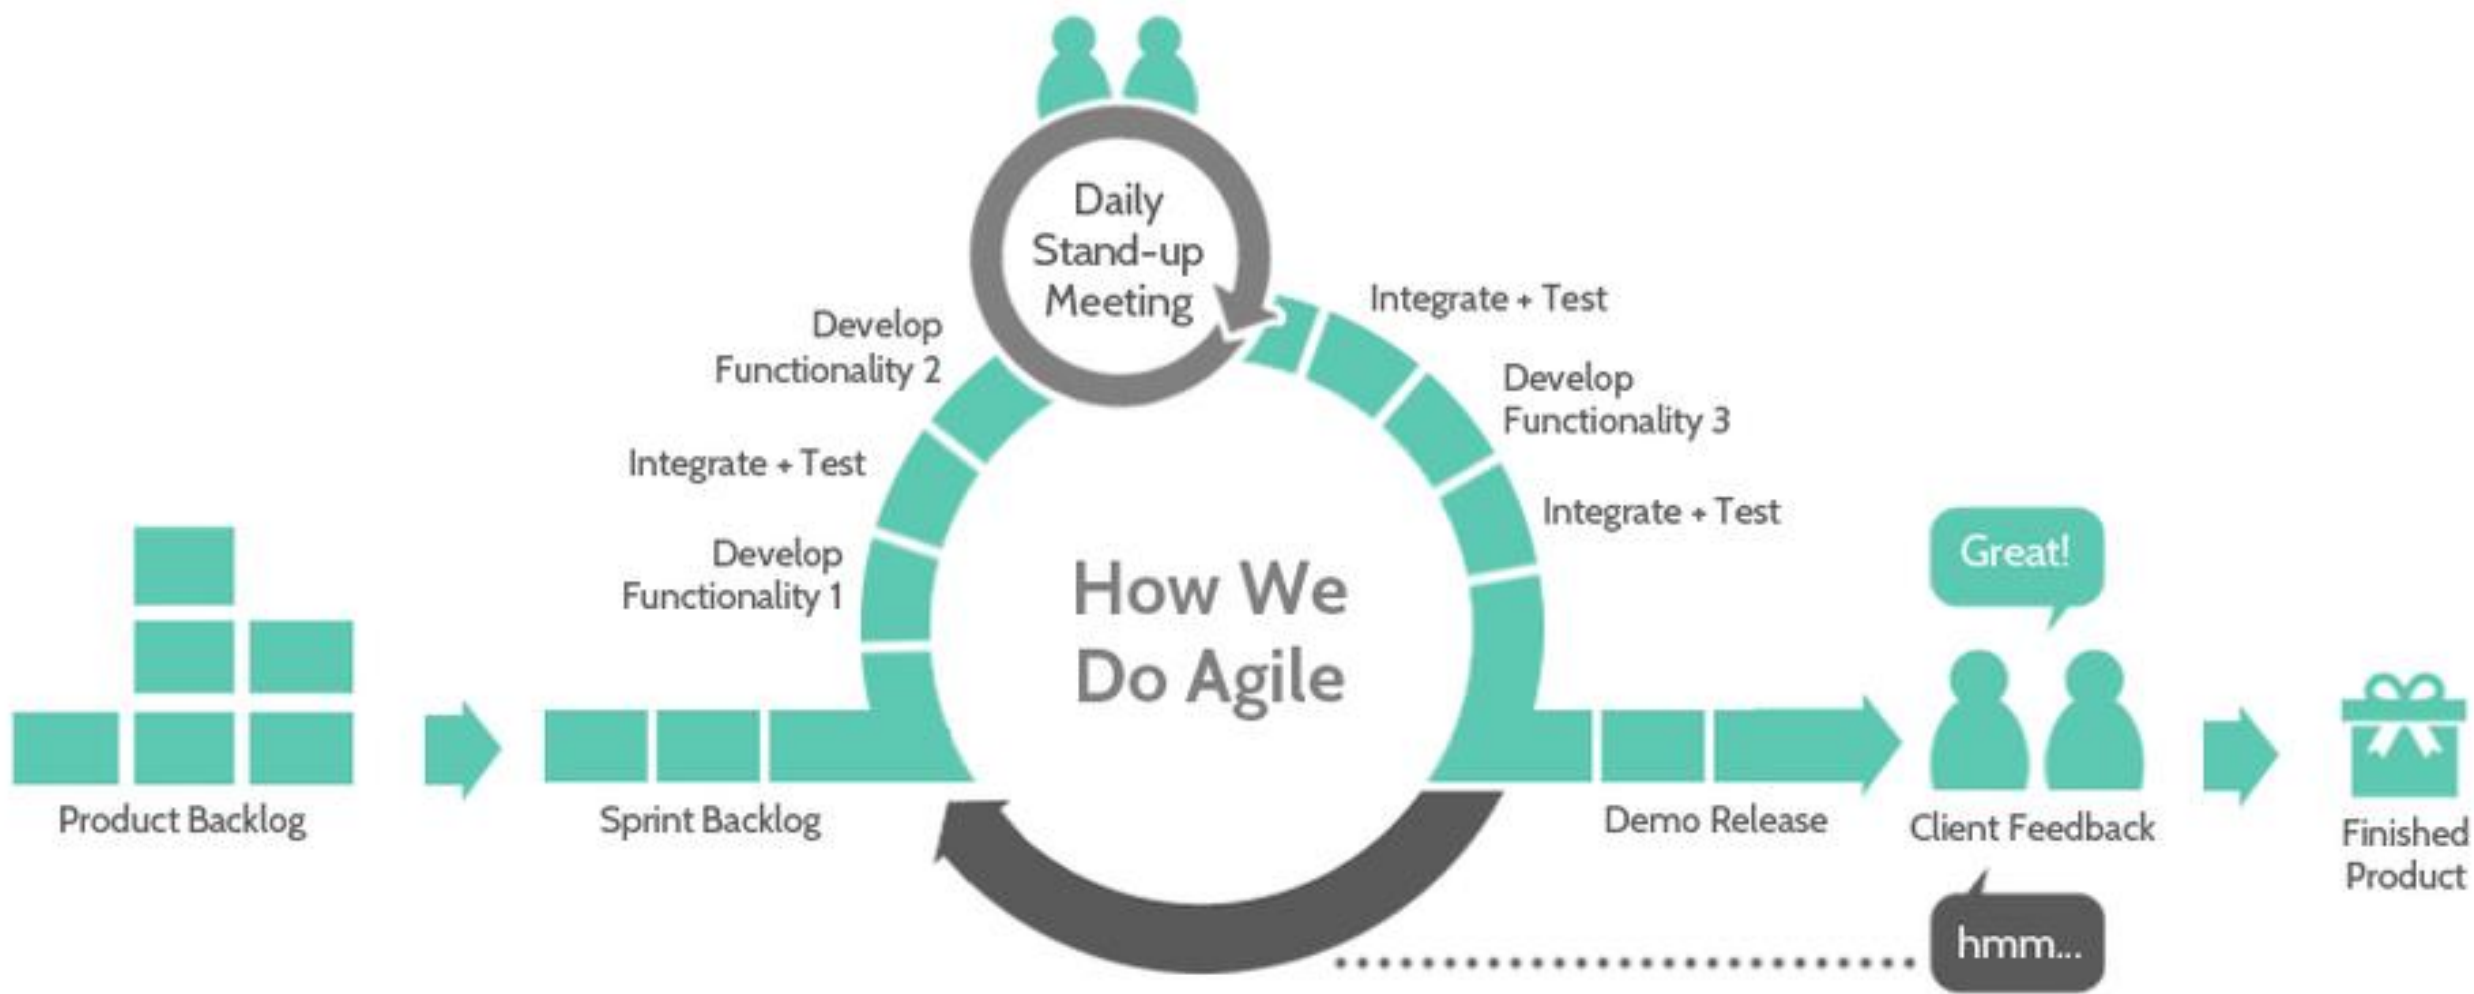 Daily
Stand-up
Meeting
Develop
Functionality 2
Integrate + Test
Develop
Functionality 1
Integrate + Test
Develop
Functionality 3
Integrate + Test
How We
Do Agile
Product Backlog
Sprint Backlog
Demo Release
Great!
Client Feedback
hmm...
Finished
Product